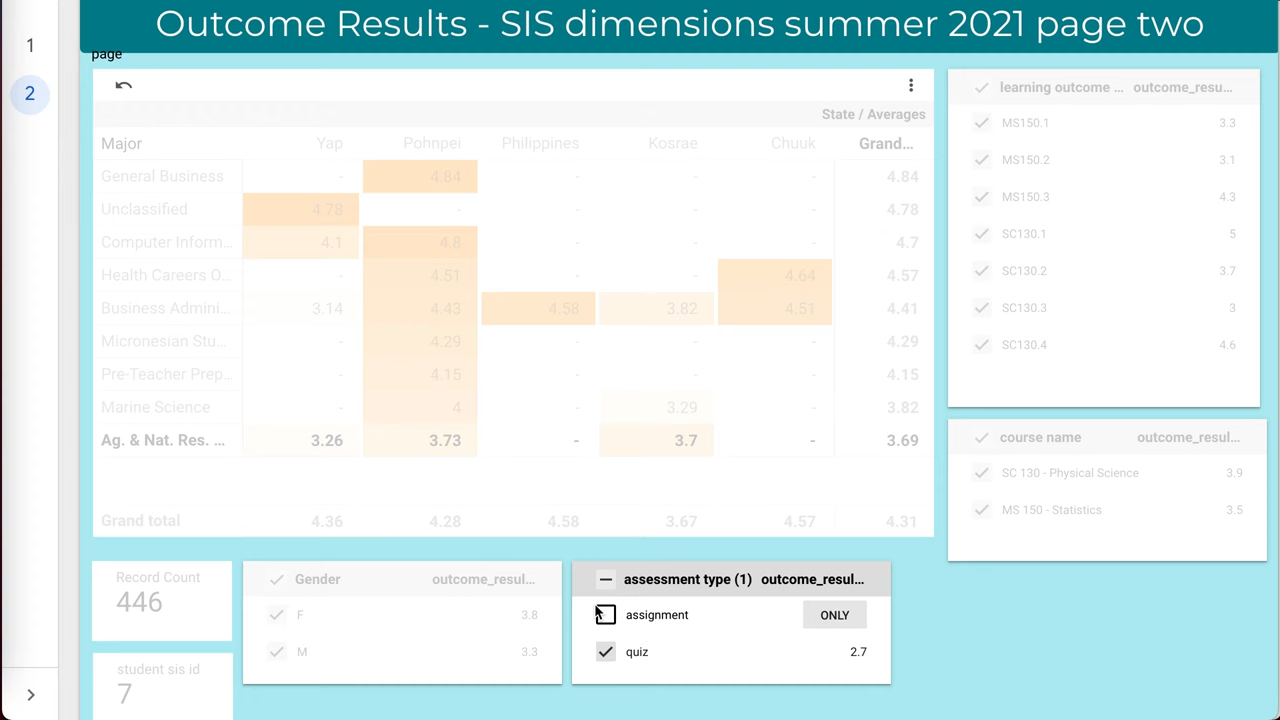 Outcome Results - SIS dimensions summer 2021 page two
1
2
page
State / Averages
Major Yap Pohnpei Philippines Kosrae Chuuk Grand...
General Business - 4.84 - - - 4.84
Unclassified 4.78 - - - - 4.78
Computer Inform... 4.1 4.8 - - - 4.7
Health Careers O... - 4.51 - - 4.64 4.57
Business Admini... 3.14 4.43 4.58 3.82 4.51 4.41
Micronesian Stu... - 4.29 - - - 4.29
Pre-Teacher Prep... - 4.15 - - - 4.15
Marine Science - 4 - 3.29 - 3.82
Ag. & Nat. Res. ... 3.26 3.73 - 3.7 - 3.69
Grand total 4.36 4.28 4.58 3.67 4.57 4.31
learning outcome ... outcome_resu...
MS150.1 3.3
MS150.2 3.1
MS150.3 4.3
SC130.1 5
SC130.2 3.7
SC130.3 3
SC130.4 4.6
course name outcome_resul...
SC 130 - Physical Science 3.9
MS 150 - Statistics 3.5
Record Count
446
student sis id
7
Gender outcome_resul...
F 3.8
M 3.3
assessment type (1) outcome_resul...
assignment ONLY
quiz 2.7